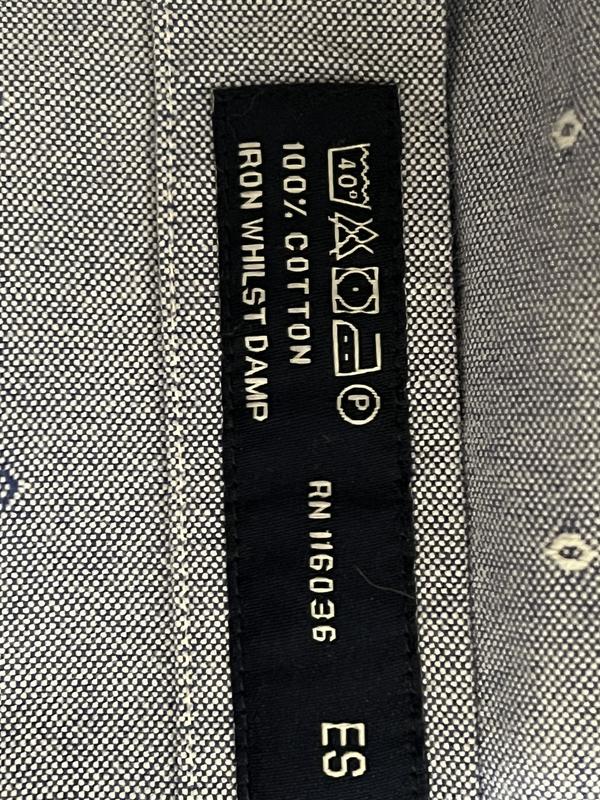 40°
P
100% COTTON
IRON WHILST DAMP
RN 116036
ES